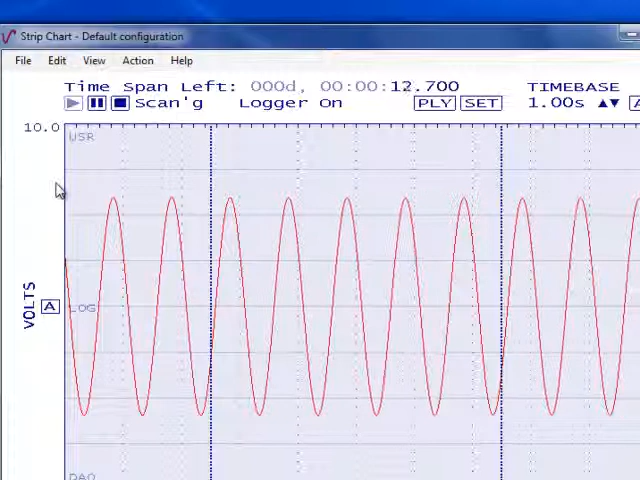 Strip Chart - Default configuration
File Edit View Action Help
Time Span Left: 000d, 00:00:12.700 TIMEBASE
Scan'g Logger On PLY SET 1.00s
10.0
USR
VOLTS A LOG
DAQ